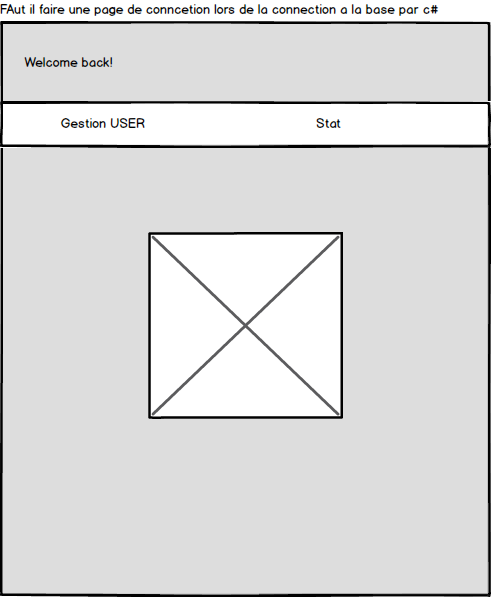 FAut il faire une page de conncetion lors de la connection a la base par c#
Welcome back!
Gestion USER
Stat